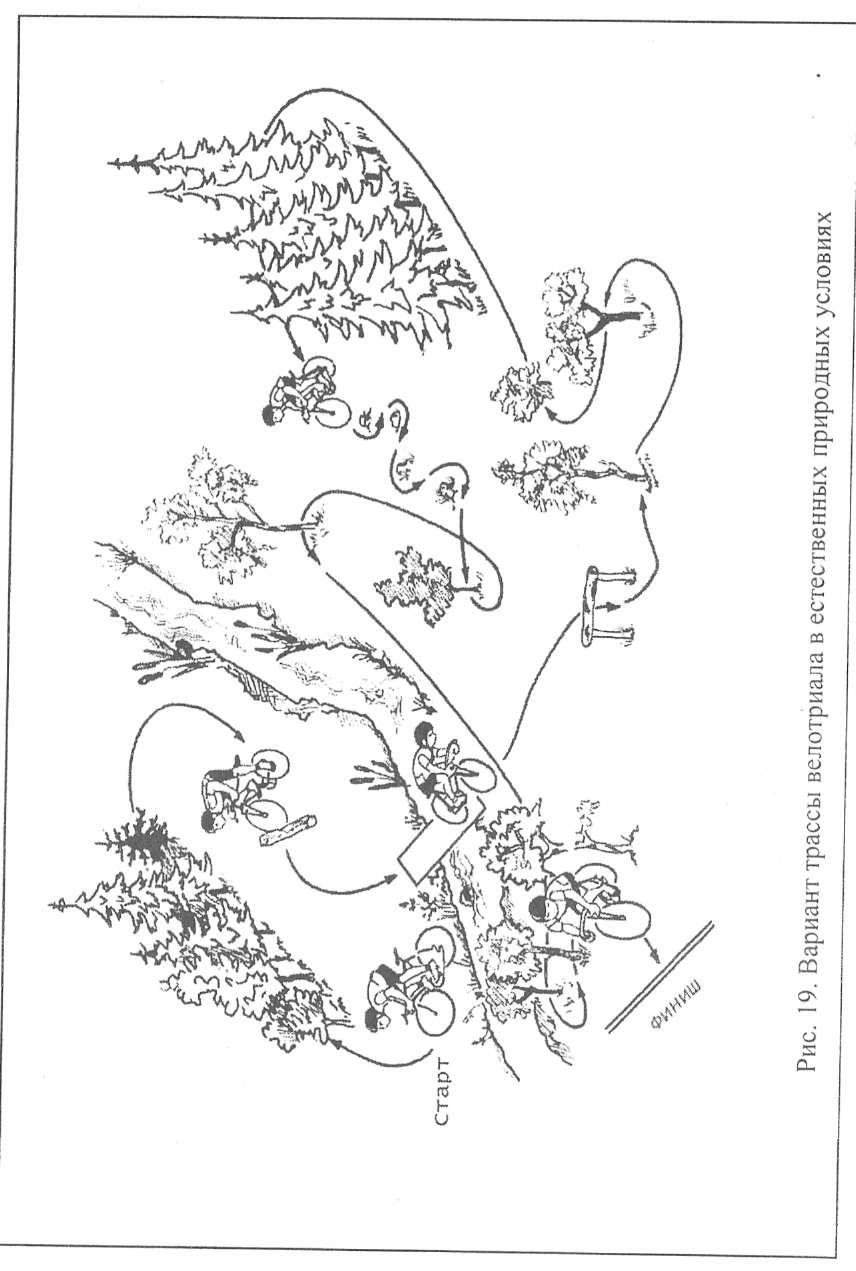 Старт
ФИНИШ
Рис. 19. Вариант трассы велотриала в естественных природных условиях